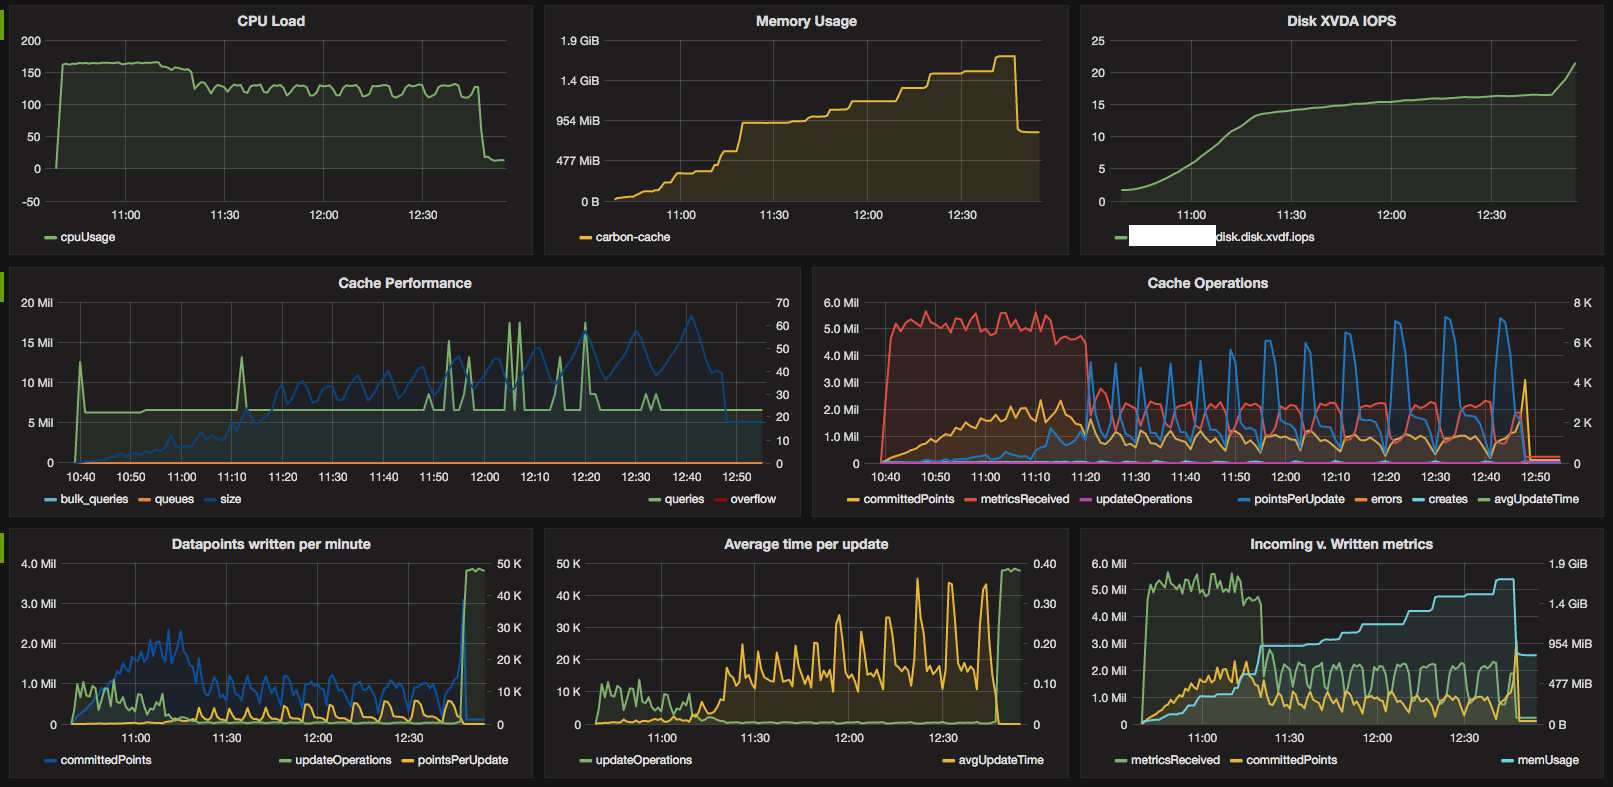 CPU Load
200
150
100
50
0
-50
11:00 11:30 12:00 12:30
cpuUsage
Memory Usage
1.9 GiB
1.4 GiB
954 MiB
477 MiB
0 B
11:00 11:30 12:00 12:30
carbon-cache
Disk XVDA IOPS
25
20
15
10
5
0
11:00 11:30 12:00 12:30
disk.disk.xvdf.iops
Cache Performance
20 Mil 70
60
15 Mil 50
40
10 Mil
30
5 Mil 20
10
0 0
10:40 10:50 11:00 11:10 11:20 11:30 11:40 11:50 12:00 12:10 12:20 12:30 12:40 12:50
bulk_queries queues size queries overflow
Cache Operations
6.0 Mil 8 K
5.0 Mil
6 K
4.0 Mil
3.0 Mil 4 K
2.0 Mil
2 K
1.0 Mil
0 0
10:40 10:50 11:00 11:10 11:20 11:30 11:40 11:50 12:00 12:10 12:20 12:30 12:40 12:50
committedPoints metricsReceived updateOperations pointsPerUpdate errors creates avgUpdateTime
Datapoints written per minute
4.0 Mil 50 K
40 K
3.0 Mil
30 K
2.0 Mil
20 K
1.0 Mil
10 K
0 0
11:00 11:30 12:00 12:30
committedPoints updateOperations pointsPerUpdate
Average time per update
50 K 0.40
40 K
0.30
30 K
0.20
20 K
0.10
10 K
0 0
11:00 11:30 12:00 12:30
updateOperations avgUpdateTime
Incoming v. Written metrics
6.0 Mil 1.9 GiB
5.0 Mil
1.4 GiB
4.0 Mil
3.0 Mil 954 MiB
2.0 Mil
477 MiB
1.0 Mil
0 0 B
11:00 11:30 12:00 12:30
metricsReceived committedPoints memUsage